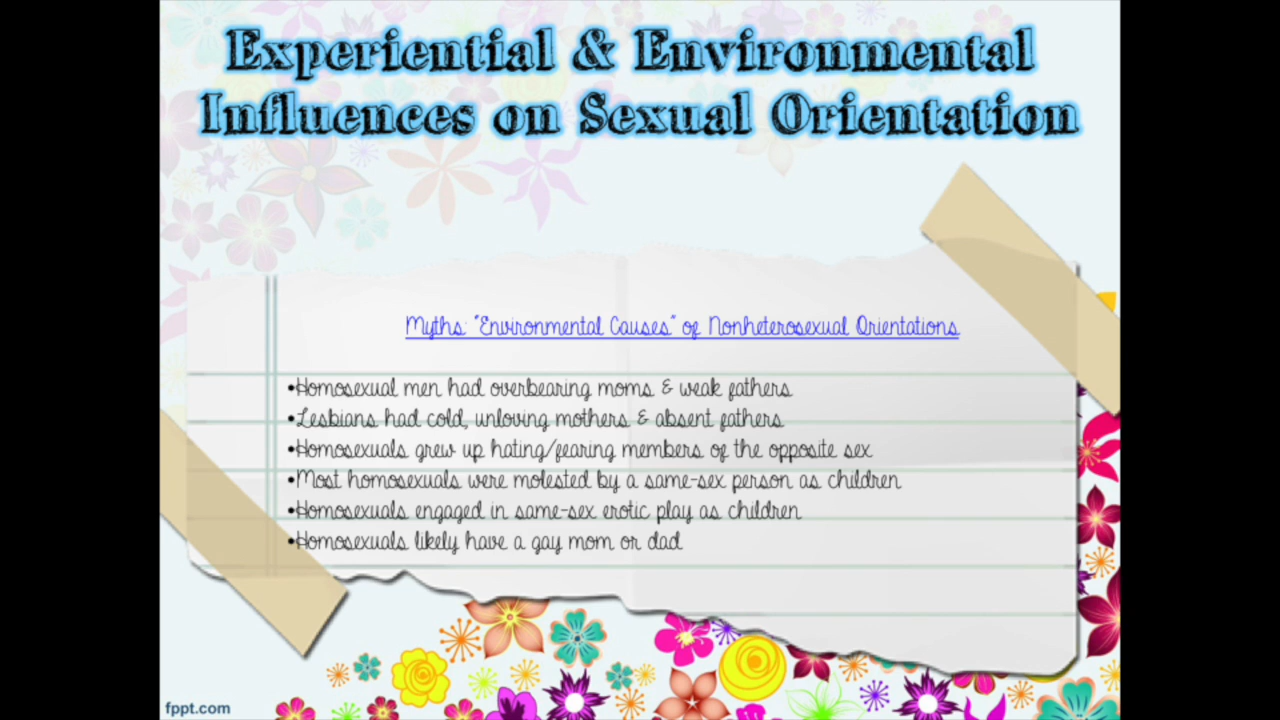 Experiential & Environmental
Influences on Sexual Orientation
Myths: "Environmental Causes" of Nonheterosexual Orientations
•Homosexual men had overbearing moms & weak fathers
•Lesbians had cold, unloving mothers & absent fathers
•Homosexuals grew up hating/fearing members of the opposite sex
•Most homosexuals were molested by a same-sex person as children
•Homosexuals engaged in same-sex erotic play as children
•Homosexuals likely have a gay mom or dad
fppt.com